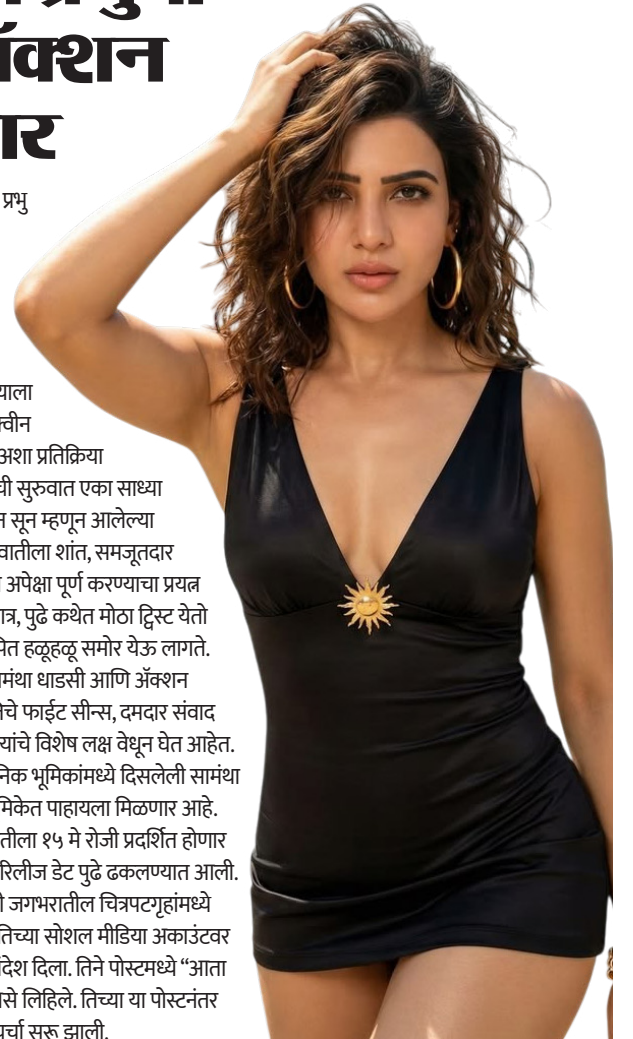 ॲक्शन
प्रभु
क्वीन
अशा प्रतिक्रिया
सुरुवात एका साध्या
सून म्हणून आलेल्या
शांत, समजूतदार
अपेक्षा पूर्ण करण्याचा प्रयत्न
पुढे कथेत मोठा ट्विस्ट येतो
हळूहळू समोर येऊ लागते.
धाडसी आणि ॲक्शन
फाईट सीन्स, दमदार संवाद
विशेष लक्ष वेधून घेत आहेत.
भूमिकांमध्ये दिसलेली सामंथा
पाहायला मिळणार आहे.
१५ मे रोजी प्रदर्शित होणार
रिलीज डेट पुढे ढकलण्यात आली.
जगभरातील चित्रपटगृहांमध्ये
तिच्या सोशल मीडिया अकाउंटवर
दिला. तिने पोस्टमध्ये “आता
लिहिले. तिच्या या पोस्टनंतर
सुरू झाली.